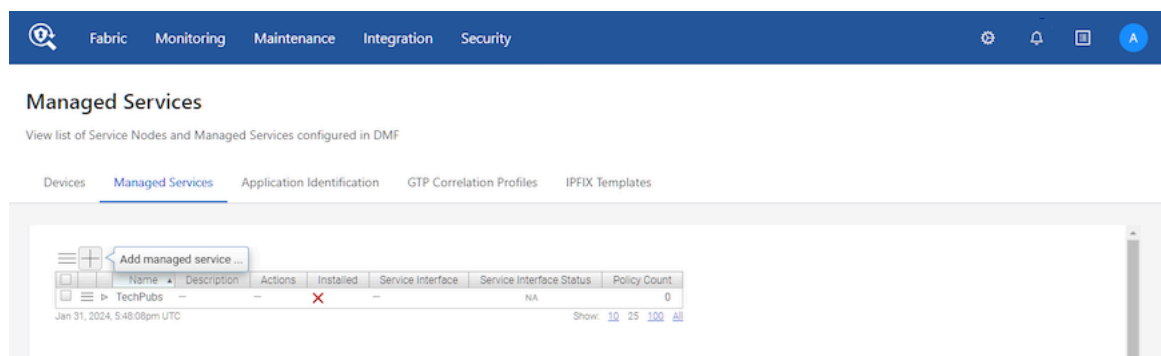 Fabric Monitoring Maintenance Integration Security A
Managed Services
View list of Service Nodes and Managed Services configured in DMF
Devices Managed Services Application Identification GTP Correlation Profiles IPFIX Templates
Add managed service ...
Name Description Actions Installed Service Interface Service Interface Status Policy Count
TechPubs — — — NA 0
Jan 31, 2024, 5:48:08pm UTC Show: 10 25 100 All